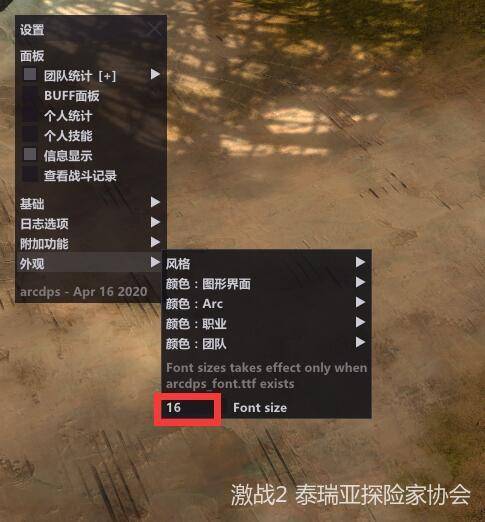 设置
面板
团队统计 [+]
BUFF面板
个人统计
个人技能
信息显示
查看战斗记录
基础
日志选项
附加功能
外观
arcdps - Apr 16 2020
风格
颜色：图形界面
颜色：Arc
颜色：职业
颜色：团队
Font sizes takes effect only when
arcdps_font.ttf exists
16 Font size
激战2 泰瑞亚探险家协会